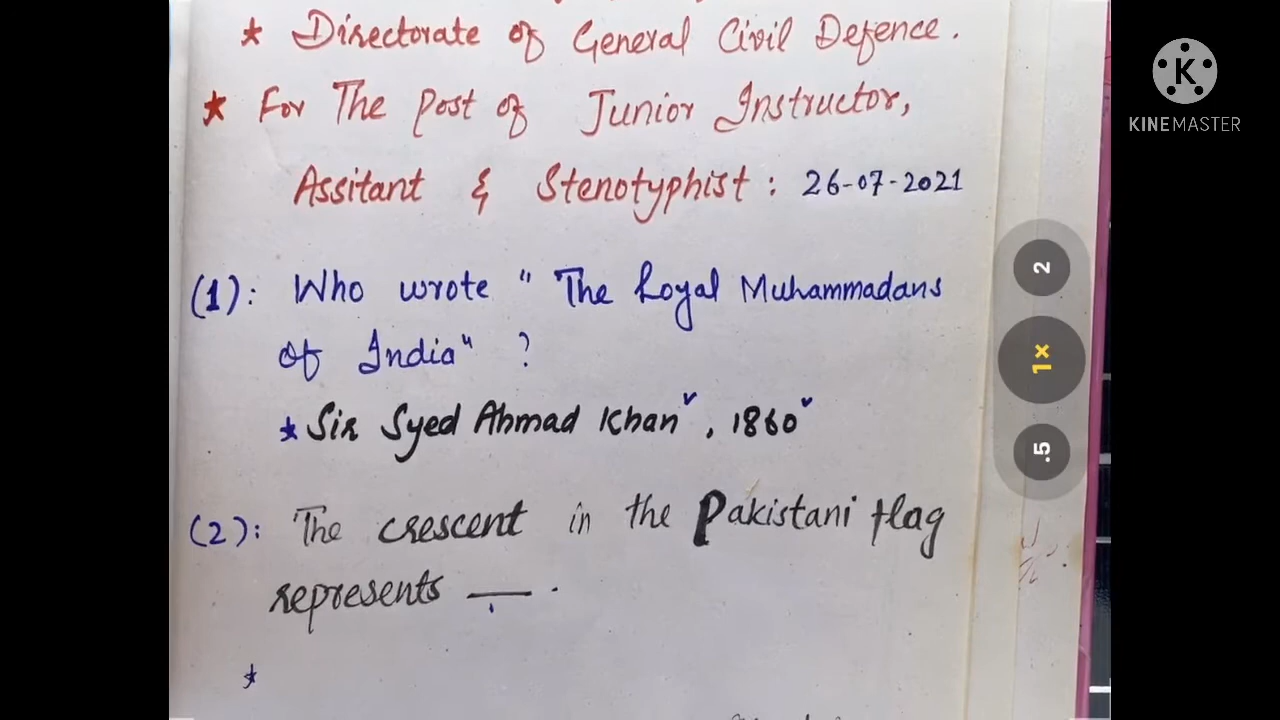 ★ Directorate of General Civil Defence.
★ For The Post of Junior Instructor,
Assitant & Stenotyphist: 26-07-2021
(1): Who wrote "The Loyal Muhammadans
of India" ?
★ Sir Syed Ahmad Khan, 1860
(2): The crescent in the Pakistani flag
represents ___.
★
K
KINEMASTER
2
1×
.5